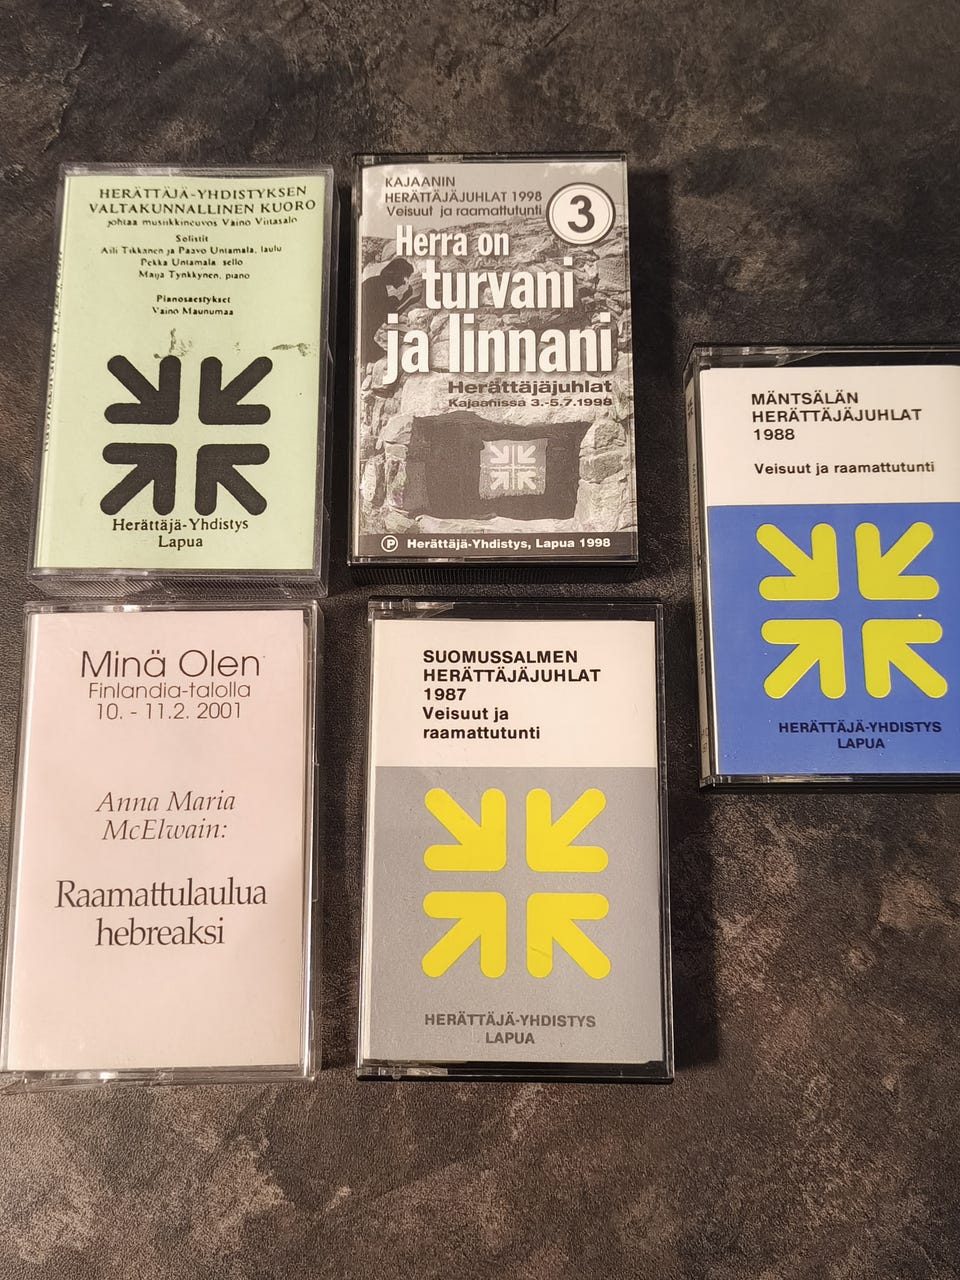 HERÄTTÄJÄ-YHDISTYKSEN
VALTAKUNNALLINEN KUORO
johtaa musiikkineuvos Väinö Viitasalo
Solistit
Aili Tikkanen ja Paavo Untamala, laulu
Pekka Untamala, sello
Maija Tynkkynen, piano
Pianosäestykset
Väinö Maunumaa
Herättäjä-Yhdistys
Lapua
KAJAANIN
HERÄTTÄJÄJUHLAT 1998
Veisuut ja raamattutunti
3
Herra on
turvani
ja linnani
Herättäjäjuhlat
Kajaanissa 3.-5.7.1998
Ⓟ Herättäjä-Yhdistys, Lapua 1998
MÄNTSÄLÄN
HERÄTTÄJÄJUHLAT
1988
Veisuut ja raamattutunti
HERÄTTÄJÄ-YHDISTYS
LAPUA
Minä Olen
Finlandia-talolla
10. - 11.2. 2001
Anna Maria
McElwain:
Raamattulaulua
hebreaksi
SUOMUSSALMEN
HERÄTTÄJÄJUHLAT
1987
Veisuut ja
raamattutunti
HERÄTTÄJÄ-YHDISTYS
LAPUA